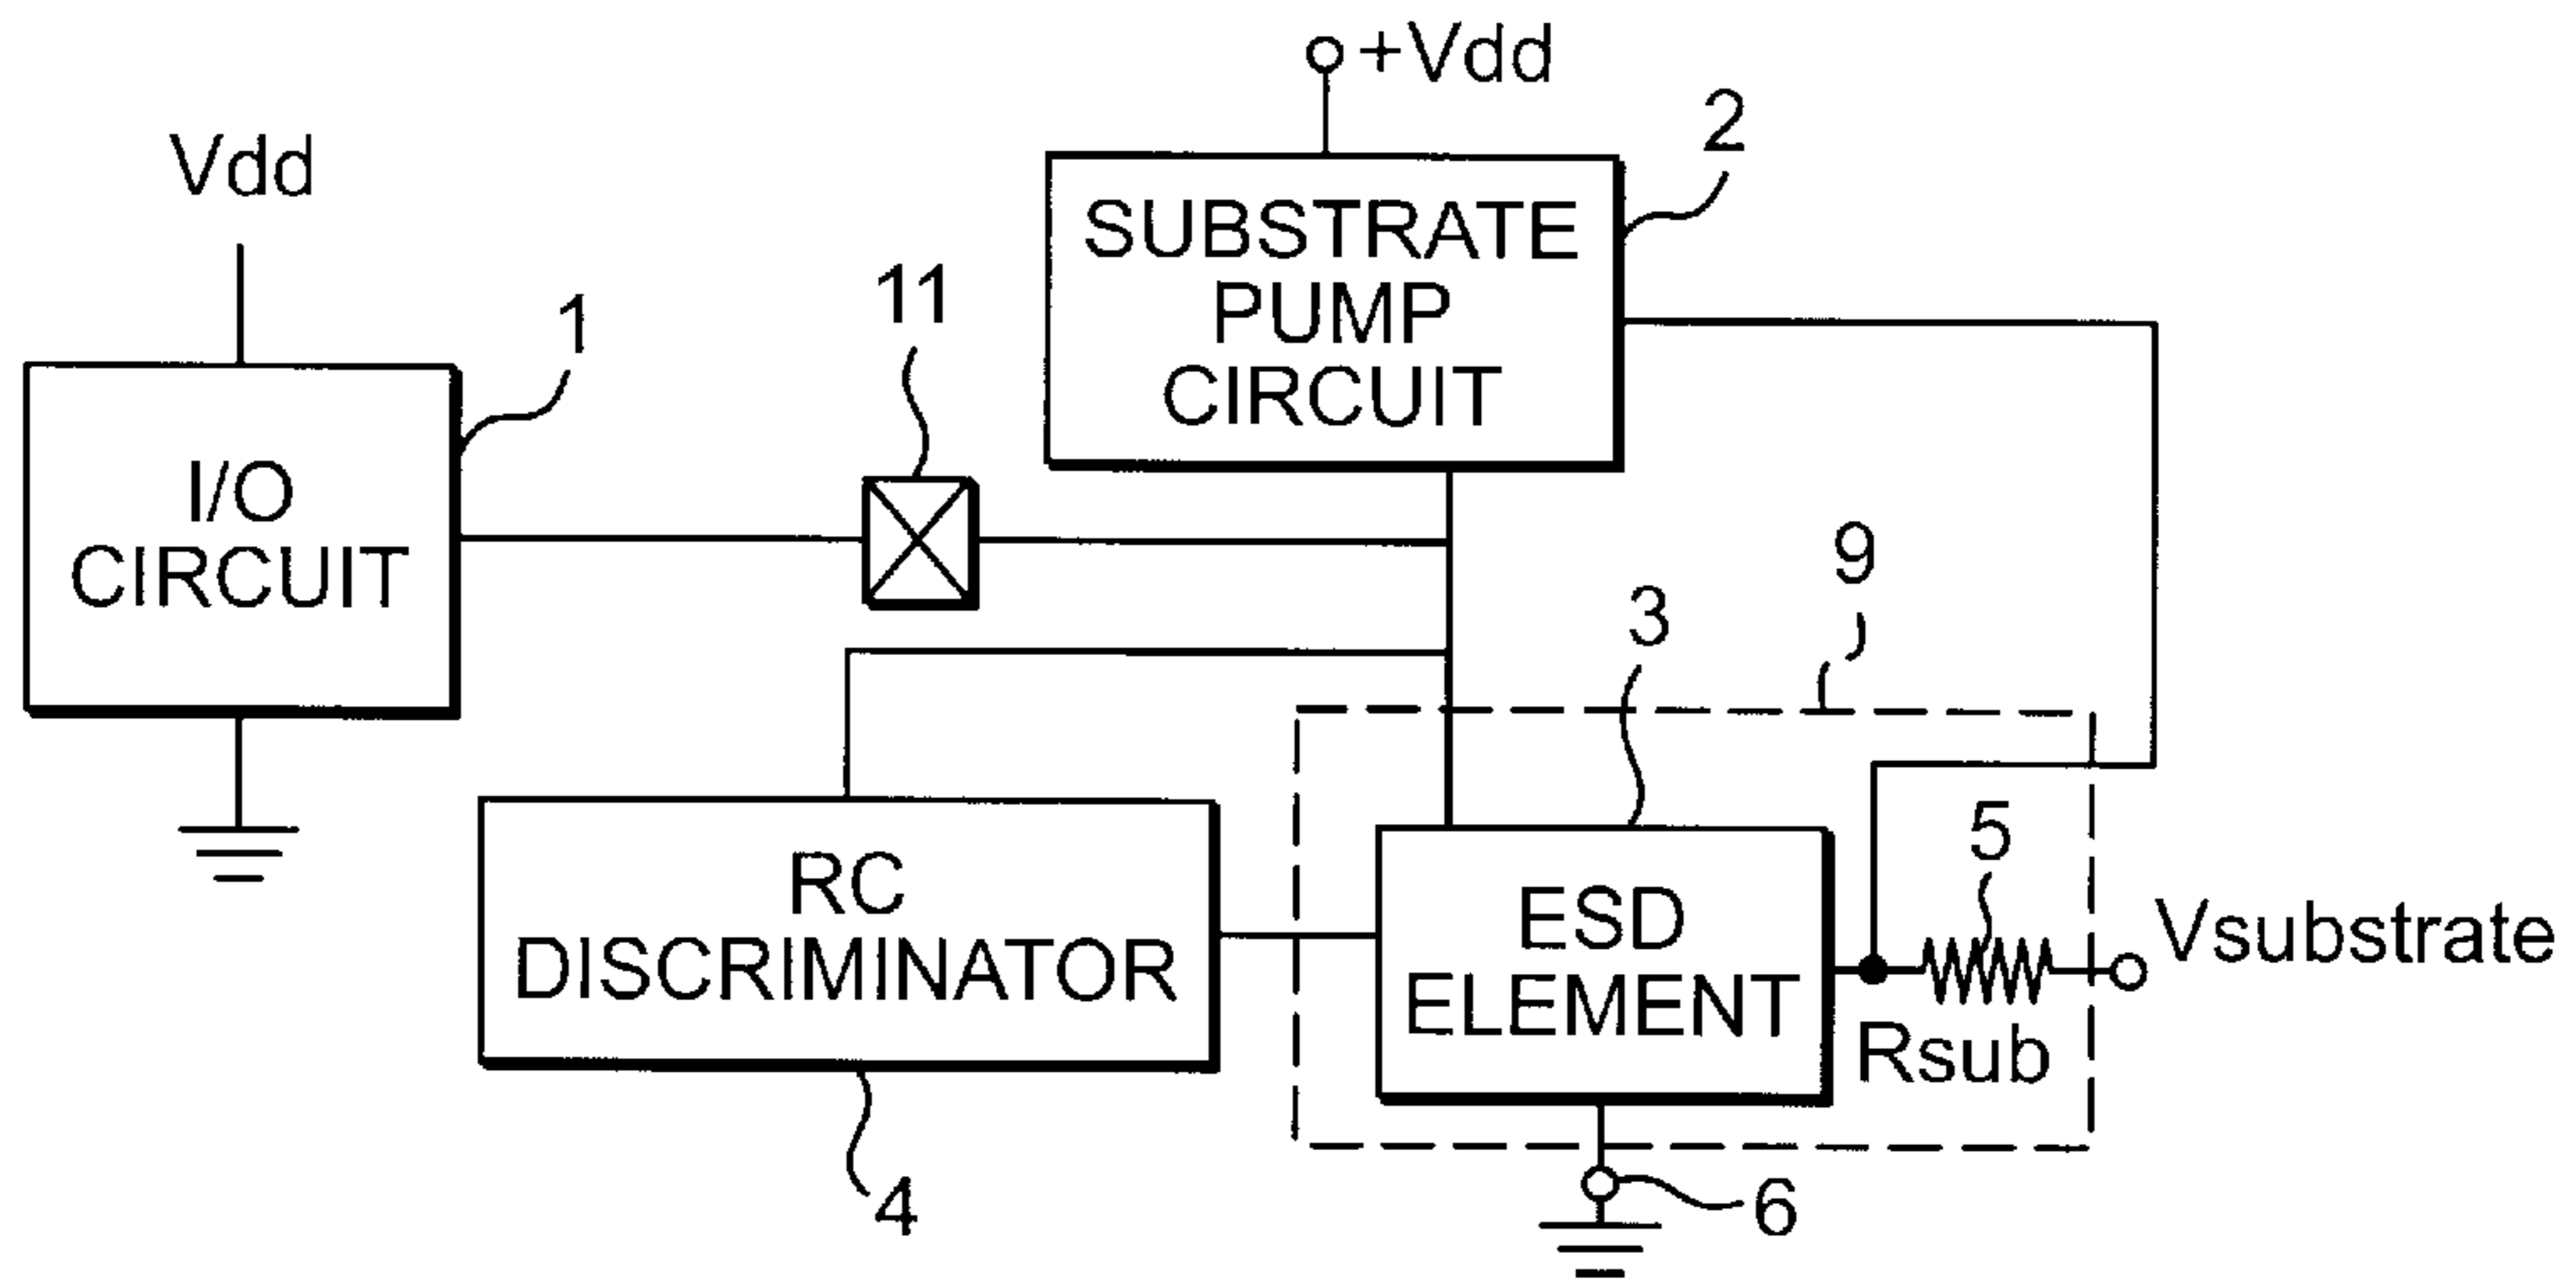 +Vdd
2
Vdd
SUBSTRATE
PUMP
CIRCUIT
11
1
I/O
CIRCUIT
9
3
5
RC
DISCRIMINATOR
ESD
ELEMENT
Vsubstrate
Rsub
4
6